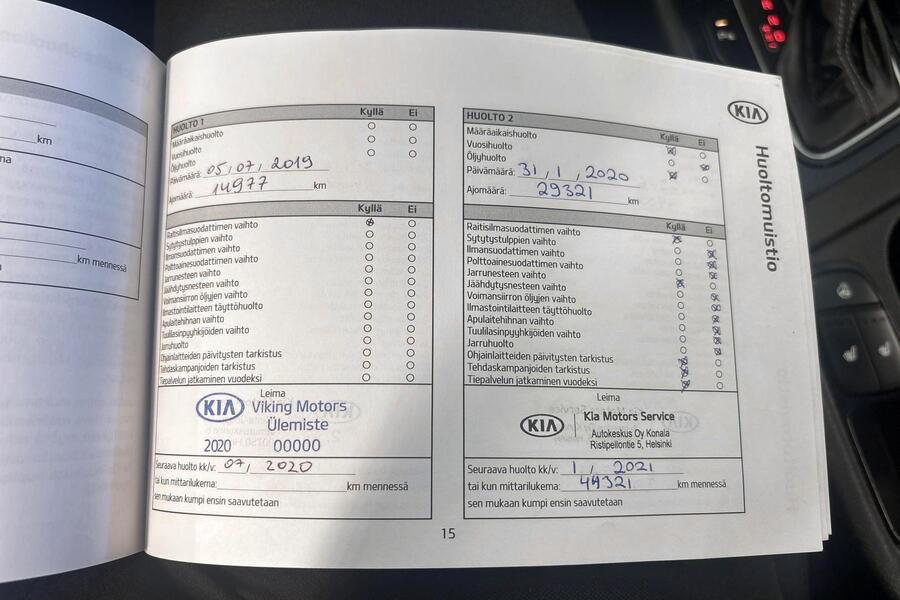 km
na
km mennessä
KIA
Huoltomuistio
HUOLTO 1 Kyllä Ei
Määräaikaishuolto
Vuosihuolto
Öljyhuolto
Päivämäärä: 05, 07, 2019
Ajomäärä: 14977 km
Kyllä Ei
Raitisilmasuodattimen vaihto
Sytytystulppien vaihto
Ilmansuodattimen vaihto
Polttoainesuodattimen vaihto
Jarrunesteen vaihto
Jäähdytysnesteen vaihto
Voimansiirron öljyjen vaihto
Ilmastointilaitteen täyttöhuolto
Apulaitehihnan vaihto
Tuulilasinpyyhkijöiden vaihto
Jarruhuolto
Ohjainlaitteiden päivitysten tarkistus
Tehdaskampanjoiden tarkistus
Tiepalvelun jatkaminen vuodeksi
Leima
KIA Viking Motors
Ülemiste
2020 00000
Seuraava huolto kk/v: 07, 2020
tai kun mittarilukema: km mennessä
sen mukaan kumpi ensin saavutetaan
HUOLTO 2 Kyllä Ei
Määräaikaishuolto
Vuosihuolto
Öljyhuolto
Päivämäärä: 31, 1, 2020
Ajomäärä: 29321 km
Kyllä Ei
Raitisilmasuodattimen vaihto
Sytytystulppien vaihto
Ilmansuodattimen vaihto
Polttoainesuodattimen vaihto
Jarrunesteen vaihto
Jäähdytysnesteen vaihto
Voimansiirron öljyjen vaihto
Ilmastointilaitteen täyttöhuolto
Apulaitehihnan vaihto
Tuulilasinpyyhkijöiden vaihto
Jarruhuolto
Ohjainlaitteiden päivitysten tarkistus
Tehdaskampanjoiden tarkistus
Tiepalvelun jatkaminen vuodeksi
Leima
KIA Kia Motors Service
Autokeskus Oy Konala
Ristipellontie 5, Helsinki
Seuraava huolto kk/v: 1, 2021
tai kun mittarilukema: 44321 km mennessä
sen mukaan kumpi ensin saavutetaan
15